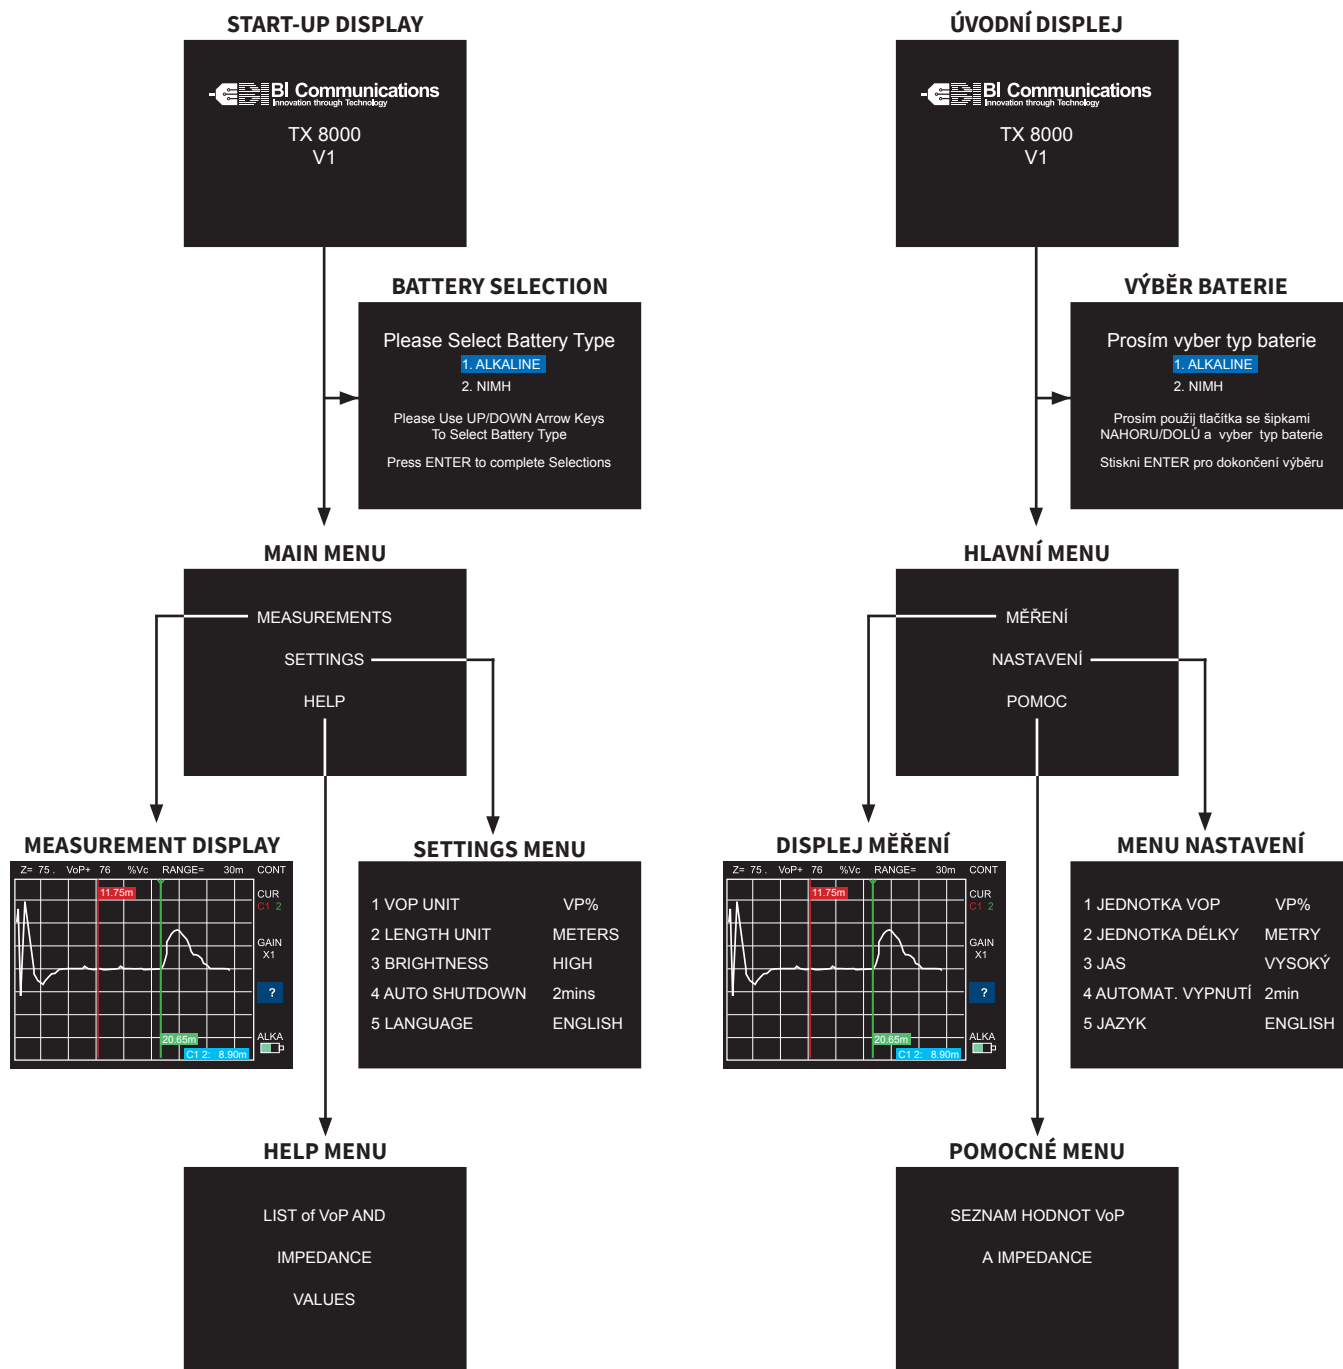 START-UP DISPLAY
BI BI Communications
Innovation through Technology
TX 8000
V1
BATTERY SELECTION
Please Select Battery Type
1. ALKALINE
2. NIMH
Please Use UP/DOWN Arrow Keys
To Select Battery Type
Press ENTER to complete Selections
MAIN MENU
MEASUREMENTS
SETTINGS
HELP
MEASUREMENT DISPLAY
Z= 75 . VoP+ 76 %Vc RANGE= 30m CONT
11.75m
CUR
C1 2
GAIN
X1
?
20.65m
ALKA
C1 2: 8.90m
SETTINGS MENU
1 VOP UNIT VP%
2 LENGTH UNIT METERS
3 BRIGHTNESS HIGH
4 AUTO SHUTDOWN 2mins
5 LANGUAGE ENGLISH
HELP MENU
LIST of VoP AND
IMPEDANCE
VALUES
ÚVODNÍ DISPLEJ
BI BI Communications
Innovation through Technology
TX 8000
V1
VÝBĚR BATERIE
Prosím vyber typ baterie
1. ALKALINE
2. NIMH
Prosím použij tlačítka se šipkami
NAHORU/DOLŮ a vyber typ baterie
Stiskni ENTER pro dokončení výběru
HLAVNÍ MENU
MĚŘENÍ
NASTAVENÍ
POMOC
DISPLEJ MĚŘENÍ
Z= 75 . VoP+ 76 %Vc RANGE= 30m CONT
11.75m
CUR
C1 2
GAIN
X1
?
20.65m
ALKA
C1 2: 8.90m
MENU NASTAVENÍ
1 JEDNOTKA VOP VP%
2 JEDNOTKA DÉLKY METRY
3 JAS VYSOKÝ
4 AUTOMAT. VYPNUTÍ 2min
5 JAZYK ENGLISH
POMOCNÉ MENU
SEZNAM HODNOT VoP
A IMPEDANCE